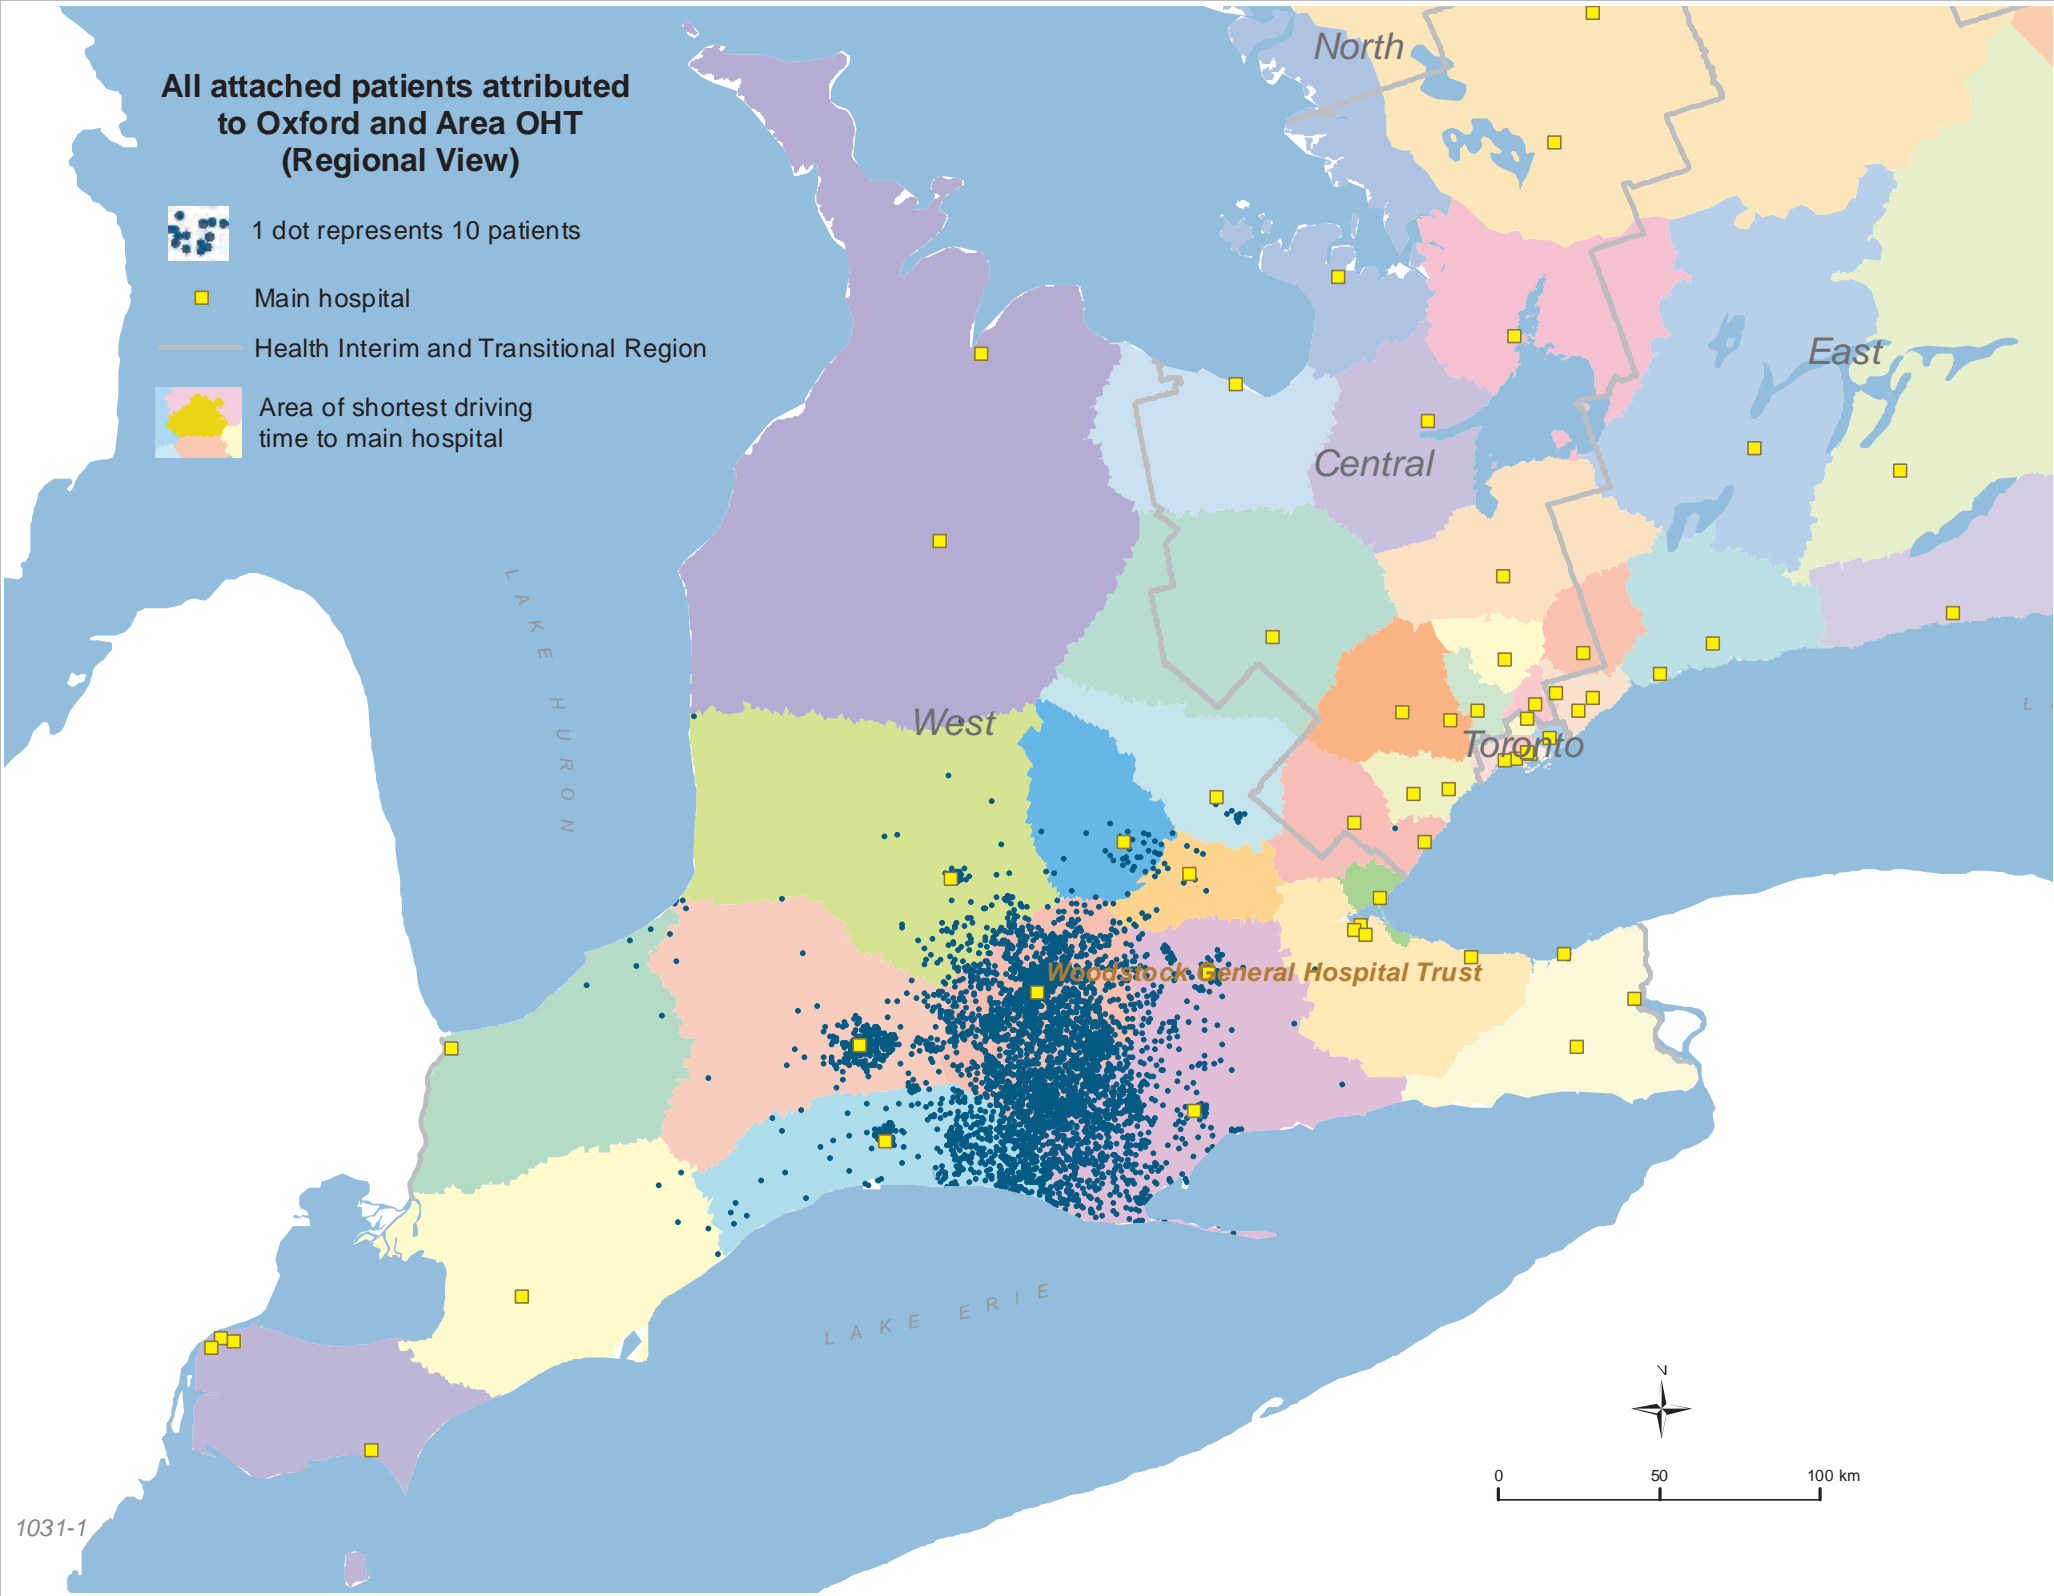 All attached patients attributed
to Oxford and Area OHT
(Regional View)
1 dot represents 10 patients
Main hospital
Health Interim and Transitional Region
Area of shortest driving
time to main hospital
North
East
Central
West
Toronto
Woodstock General Hospital Trust
LAKE HURON
LAKE ERIE
L A
N
0 50 100 km
1031-1